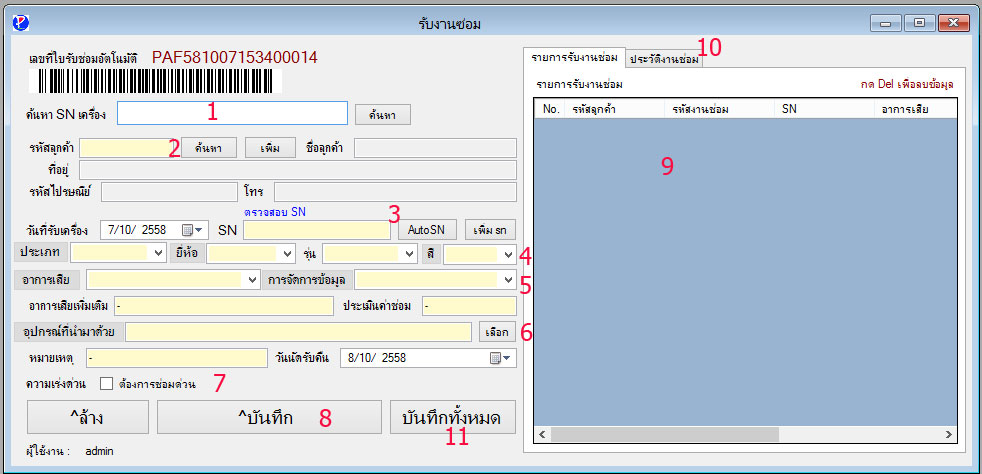 รับงานซ่อม
เลขที่ใบรับซ่อมอัตโนมัติ PAF581007153400014
ค้นหา SN เครื่อง 1 ค้นหา
รหัสลูกค้า 2 ค้นหา เพิ่ม ชื่อลูกค้า
ที่อยู่
รหัสไปรษณีย์ โทร
ตรวจสอบ SN 3
วันที่รับเครื่อง 7/10/ 2558 SN AutoSN เพิ่ม sn
ประเภท ยี่ห้อ รุ่น สี 4
อาการเสีย การจัดการข้อมูล 5
อาการเสียเพิ่มเติม - ประเมินค่าซ่อม -
อุปกรณ์ที่นำมาด้วย เลือก 6
หมายเหตุ - วันนัดรับคืน 8/10/ 2558
ความเร่งด่วน ต้องการซ่อมด่วน 7
^ล้าง ^บันทึก 8 บันทึกทั้งหมด 11
ผู้ใช้งาน : admin
รายการรับงานซ่อม ประวัติงานซ่อม 10
รายการรับงานซ่อม กด Del เพื่อลบข้อมูล
No. รหัสลูกค้า รหัสงานซ่อม SN อาการเสีย
9